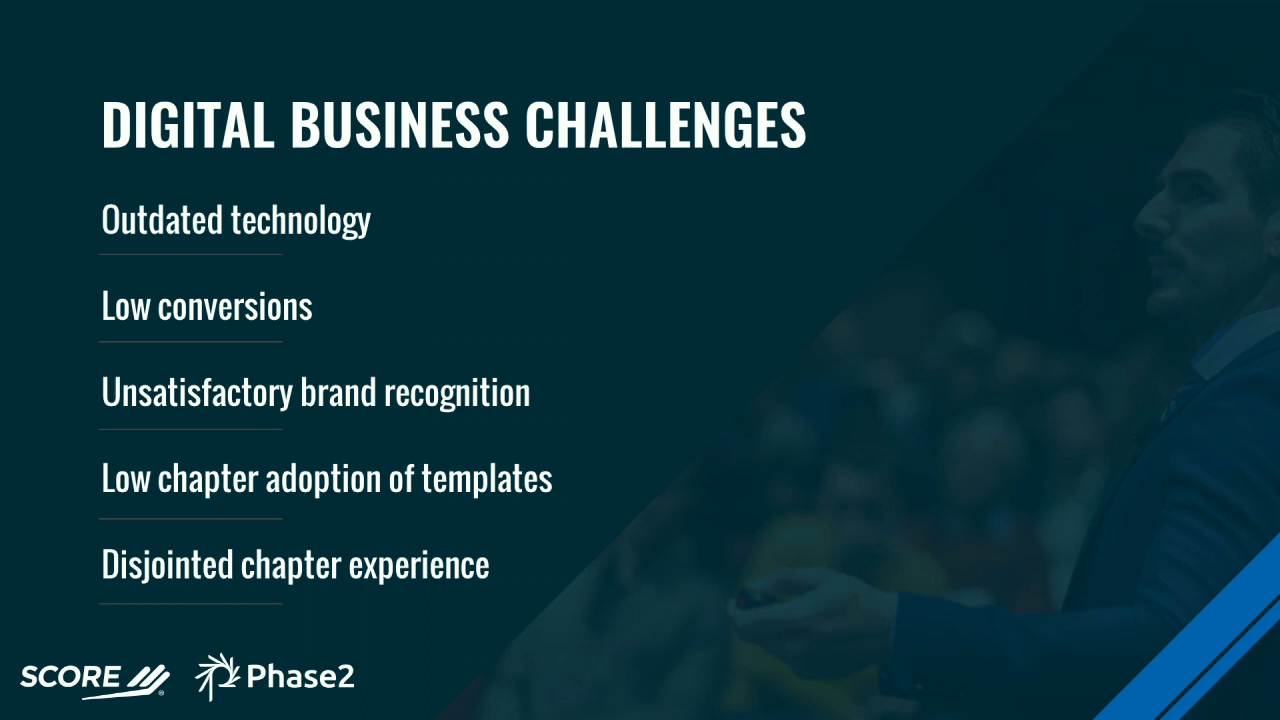 DIGITAL BUSINESS CHALLENGES
Outdated technology
Low conversions
Unsatisfactory brand recognition
Low chapter adoption of templates
Disjointed chapter experience
SCORE ® Phase2